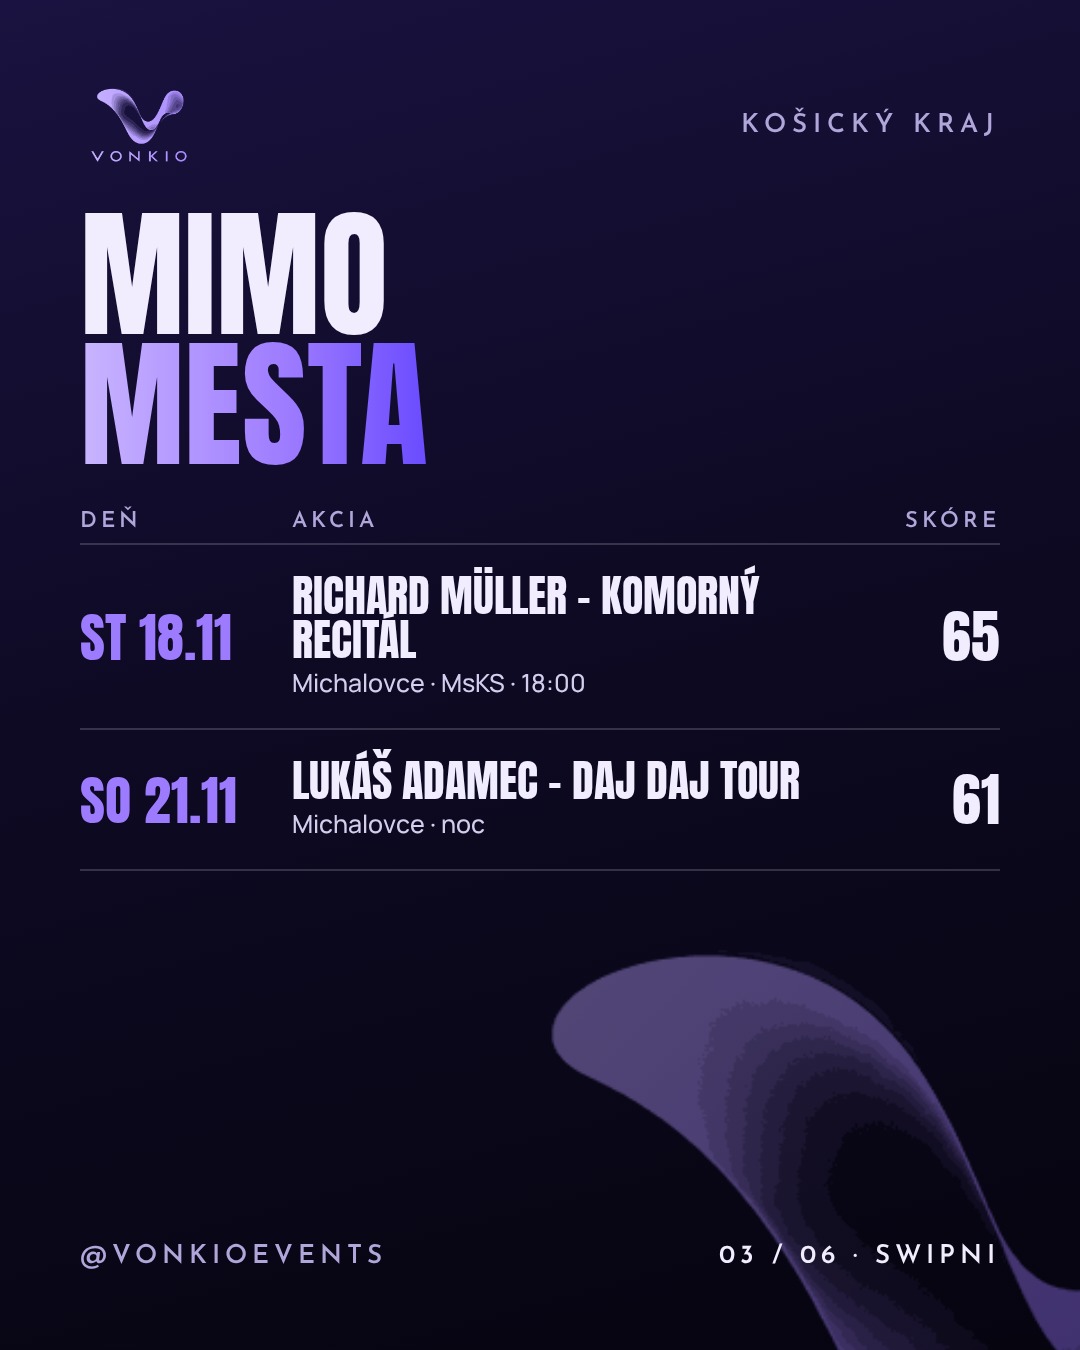 VONKIO
KOŠICKÝ KRAJ
MIMO
MESTA
DEŇ AKCIA SKÓRE
RICHARD MÜLLER - KOMORNÝ
RECITÁL
ST 18.11 65
Michalovce · MsKS · 18:00
LUKÁŠ ADAMEC - DAJ DAJ TOUR
SO 21.11 61
Michalovce · noc
@VONKIOEVENTS 03 / 06 · SWIPNI